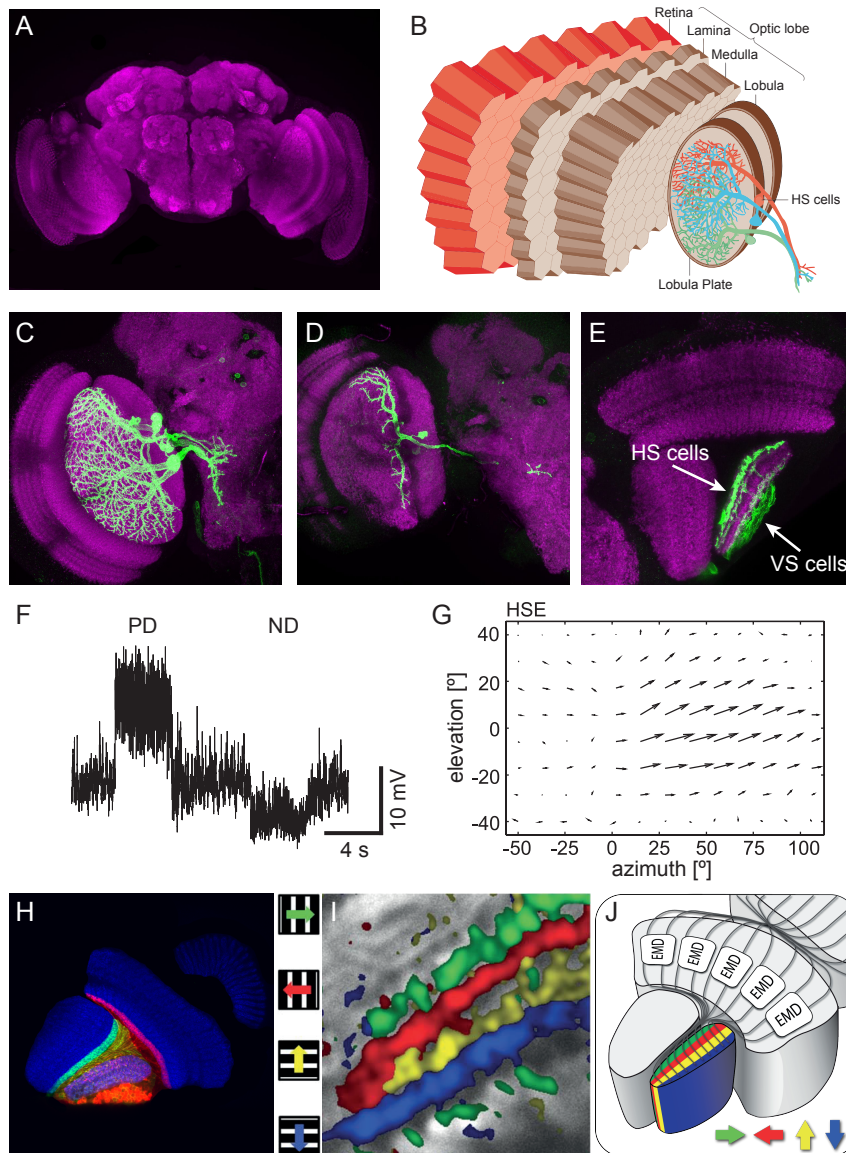 A
B
Retina
Optic lobe
Lamina
Medulla
Lobula
HS cells
Lobula Plate
C
D
E
HS cells
VS cells
F
PD
ND
10 mV
4 s
G
HSE
elevation [º]
40
20
0
-20
-40
-50 -25 0 25 50 75 100
azimuth [º]
H
I
J
EMD
EMD
EMD
EMD
EMD